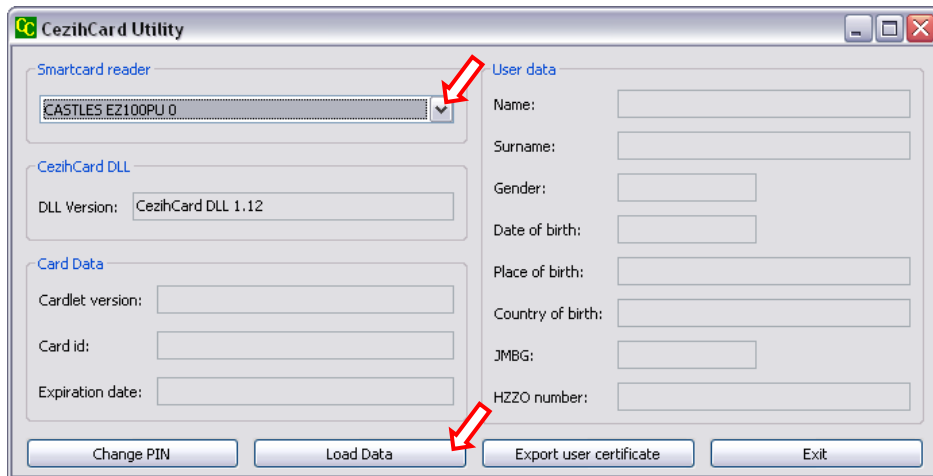 CezihCard Utility
Smartcard reader
CASTLES EZ100PU 0
CezihCard DLL
DLL Version: CezihCard DLL 1.12
Card Data
Cardlet version:
Card id:
Expiration date:
User data
Name:
Surname:
Gender:
Date of birth:
Place of birth:
Country of birth:
JMBG:
HZZO number:
Change PIN Load Data Export user certificate Exit